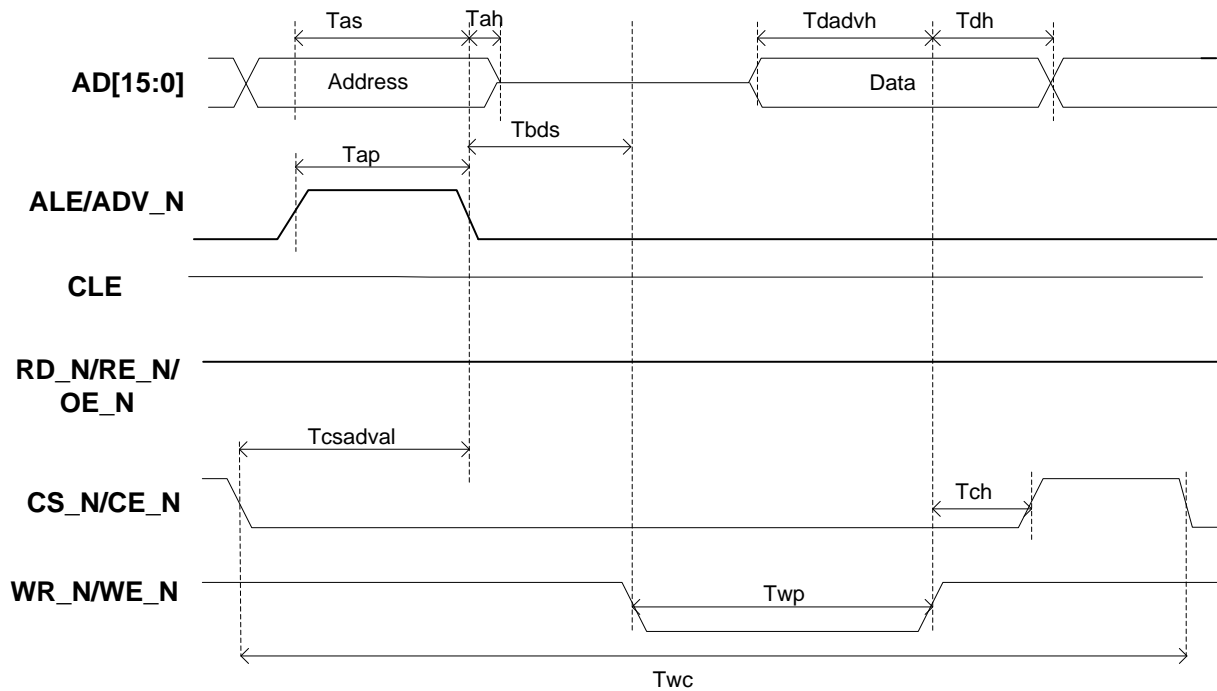 Tas
Tah
Tdadvh
Tdh
AD[15:0]
Address
Data
Tbds
Tap
ALE/ADV_N
CLE
RD_N/RE_N/
OE_N
Tcsadval
CS_N/CE_N
Tch
WR_N/WE_N
Twp
Twc